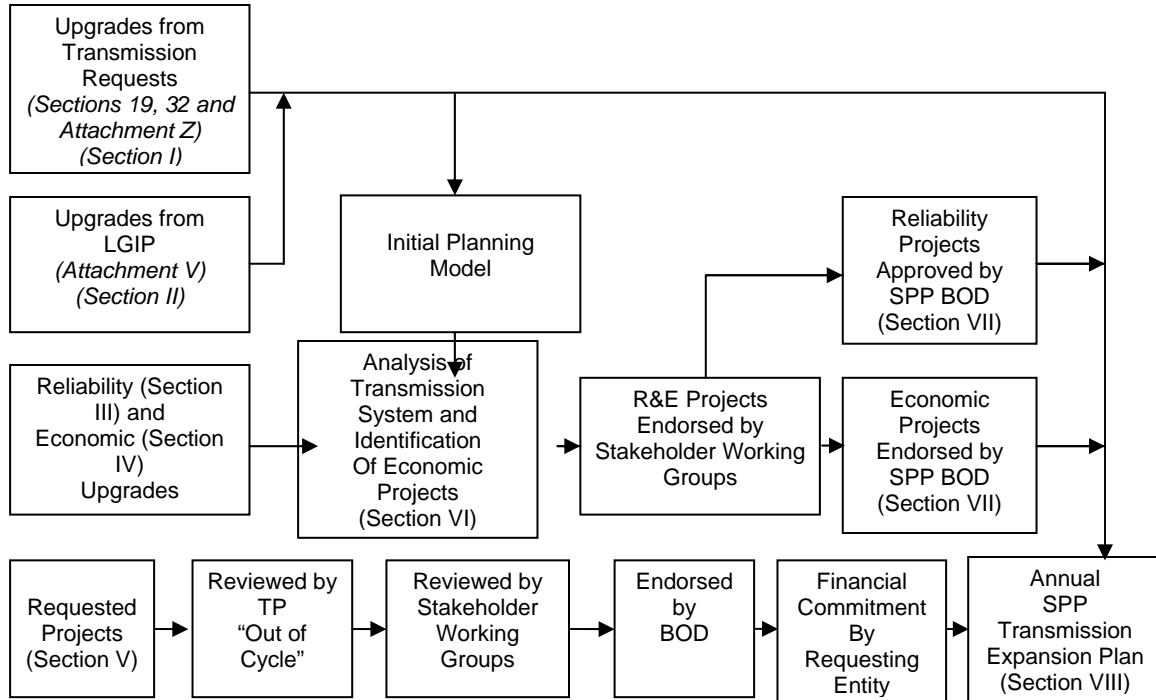 Upgrades from
Transmission
Requests
(Sections 19, 32 and
Attachment Z)
(Section I)
Upgrades from
LGIP
(Attachment V)
(Section II)
Initial Planning
Model
Reliability
Projects
Approved by
SPP BOD
(Section VII)
Reliability (Section
III) and
Economic (Section
IV)
Upgrades
Analysis of
Transmission
System and
Identification
Of Economic
Projects
(Section VI)
R&E Projects
Endorsed by
Stakeholder Working
Groups
Economic
Projects
Endorsed by
SPP BOD
(Section VII)
Requested
Projects
(Section V)
Reviewed by
TP
“Out of
Cycle”
Reviewed by
Stakeholder
Working
Groups
Endorsed
by
BOD
Financial
Commitment
By
Requesting
Entity
Annual
SPP
Transmission
Expansion Plan
(Section VIII)